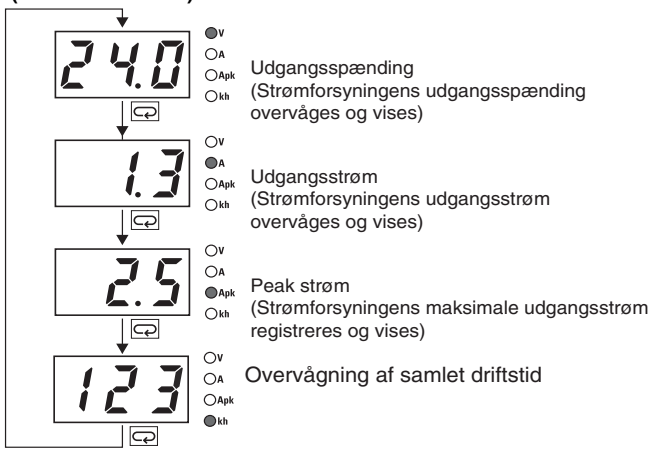 24.0
V
A
Apk
kh
Udgangsspænding
(Strømforsyningens udgangsspænding
overvåges og vises)
1.3
V
A
Apk
kh
Udgangsstrøm
(Strømforsyningens udgangsstrøm
overvåges og vises)
2.5
V
A
Apk
kh
Peak strøm
(Strømforsyningens maksimale udgangsstrøm
registreres og vises)
123
V
A
Apk
kh
Overvågning af samlet driftstid